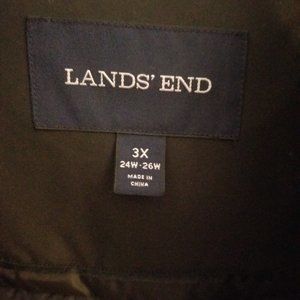 LANDS' END
3X
24W-26W
MADE IN
CHINA